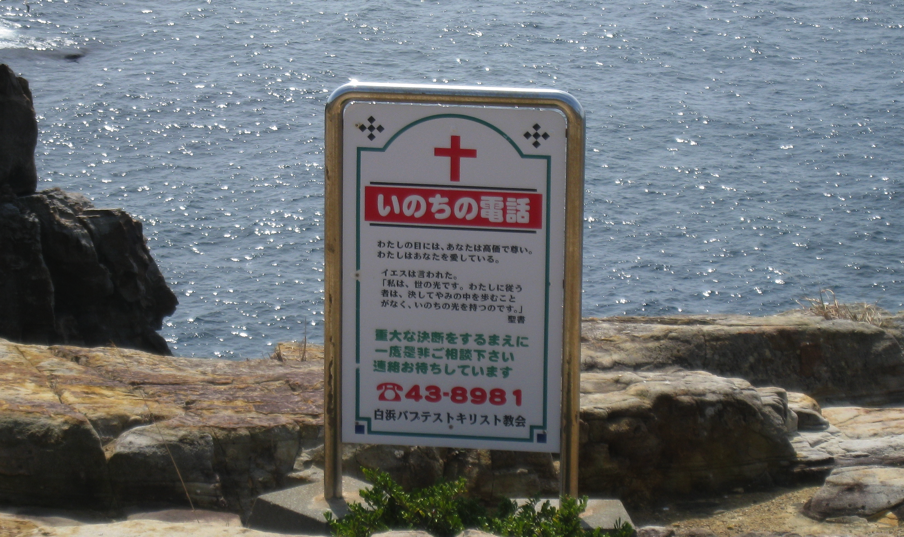 いのちの電話
わたしの目には、あなたは高価で尊い。
わたしはあなたを愛している。
イエスは言われた。
「私は、世の光です。わたしに従う
者は、決してやみの中を歩むこと
がなく、いのちの光を持つのです。」
聖書
重大な決断をするまえに
一度是非ご相談下さい
連絡お待ちしています
☎43-8981
白浜バプテストキリスト教会